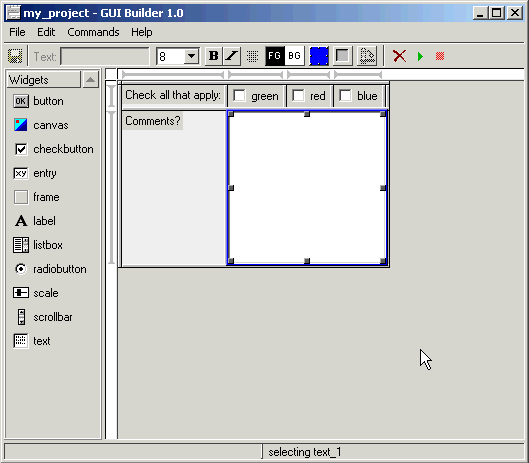 my_project - GUI Builder 1.0
File Edit Commands Help
Text: 8 B I FG BG
Widgets
OK button
canvas
checkbutton
xy entry
frame
A label
listbox
radiobutton
scale
scrollbar
text
Check all that apply: green red blue
Comments?
selecting text_1